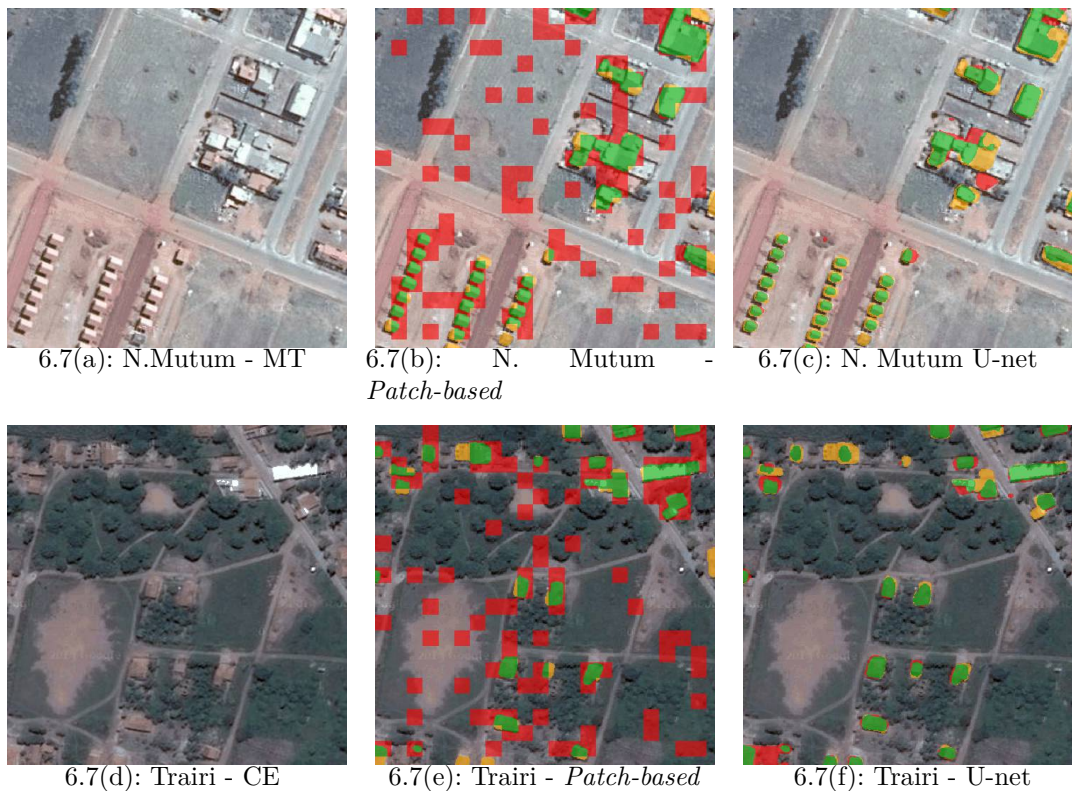 6.7(a): N.Mutum - MT
6.7(b): N. Mutum -
Patch-based
6.7(c): N. Mutum U-net
6.7(d): Trairi - CE
6.7(e): Trairi - Patch-based
6.7(f): Trairi - U-net